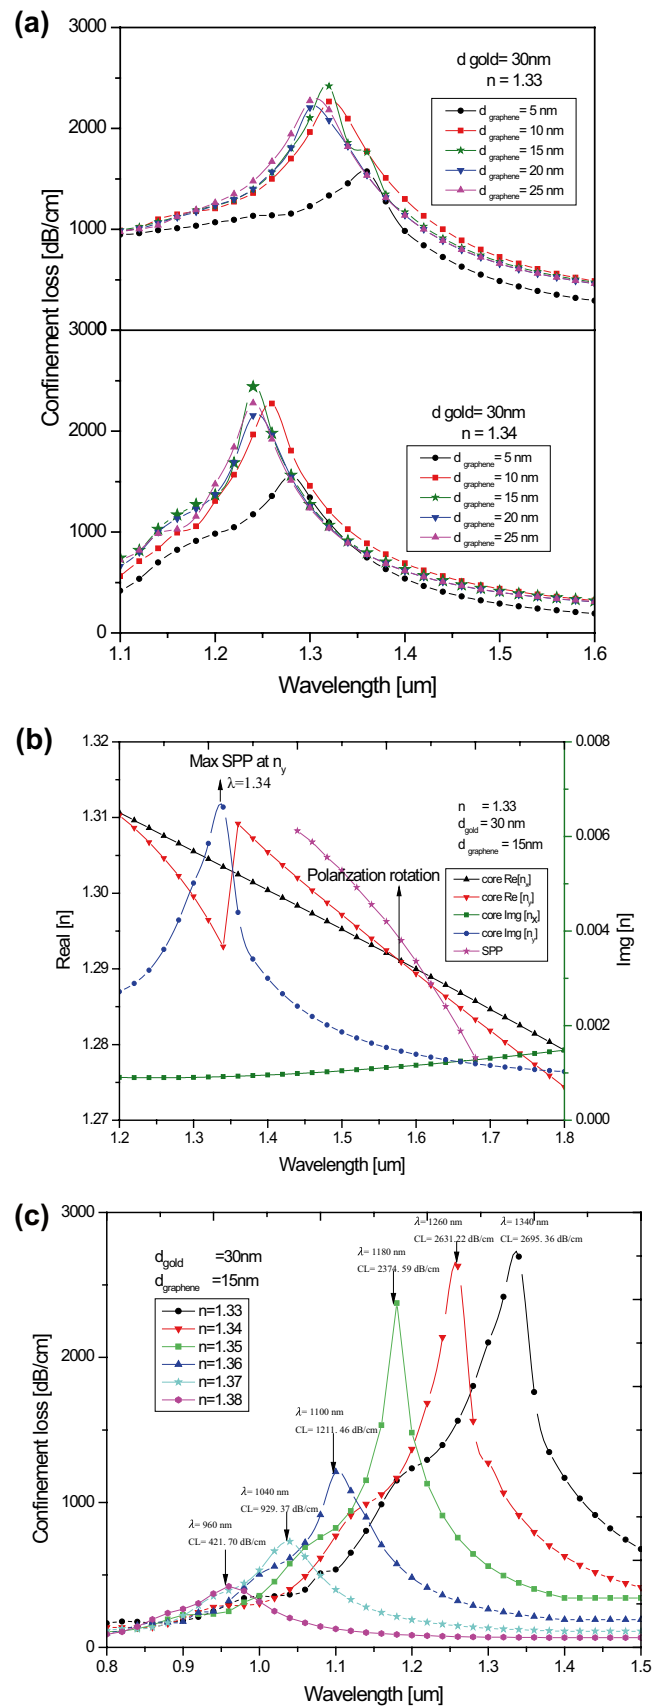 (a)
3000
d gold= 30nm
n = 1.33
d graphene = 5 nm
d graphene = 10 nm
d graphene = 15 nm
d graphene = 20 nm
d graphene = 25 nm
2000
1000
0
3000
Confinement loss [dB/cm]
d gold= 30nm
n = 1.34
d graphene = 5 nm
d graphene = 10 nm
d graphene = 15 nm
d graphene = 20 nm
d graphene = 25 nm
2000
1000
0
1.1 1.2 1.3 1.4 1.5 1.6
Wavelength [um]
(b)
1.32
1.31
1.30
1.29
1.28
1.27
Real [n]
Max SPP at n_y
λ=1.34
n = 1.33
d_gold = 30 nm
d_graphene = 15nm
Polarization rotation
core Re[n_x]
core Re [n_y]
core Img [n_x]
core Img [n_y]
SPP
0.008
0.006
0.004
0.002
0.000
Img [n]
1.2 1.3 1.4 1.5 1.6 1.7 1.8
Wavelength [um]
(c)
3000
2000
1000
0
Confinement loss [dB/cm]
d_gold =30nm
d_graphene =15nm
n=1.33
n=1.34
n=1.35
n=1.36
n=1.37
n=1.38
λ= 1260 nm
CL= 2631.22 dB/cm
λ= 1340 nm
CL= 2695. 36 dB/cm
λ= 1180 nm
CL= 2374. 59 dB/cm
λ= 1100 nm
CL= 1211. 46 dB/cm
λ= 1040 nm
CL= 929. 37 dB/cm
λ= 960 nm
CL= 421. 70 dB/cm
0.8 0.9 1.0 1.1 1.2 1.3 1.4 1.5
Wavelength [um]